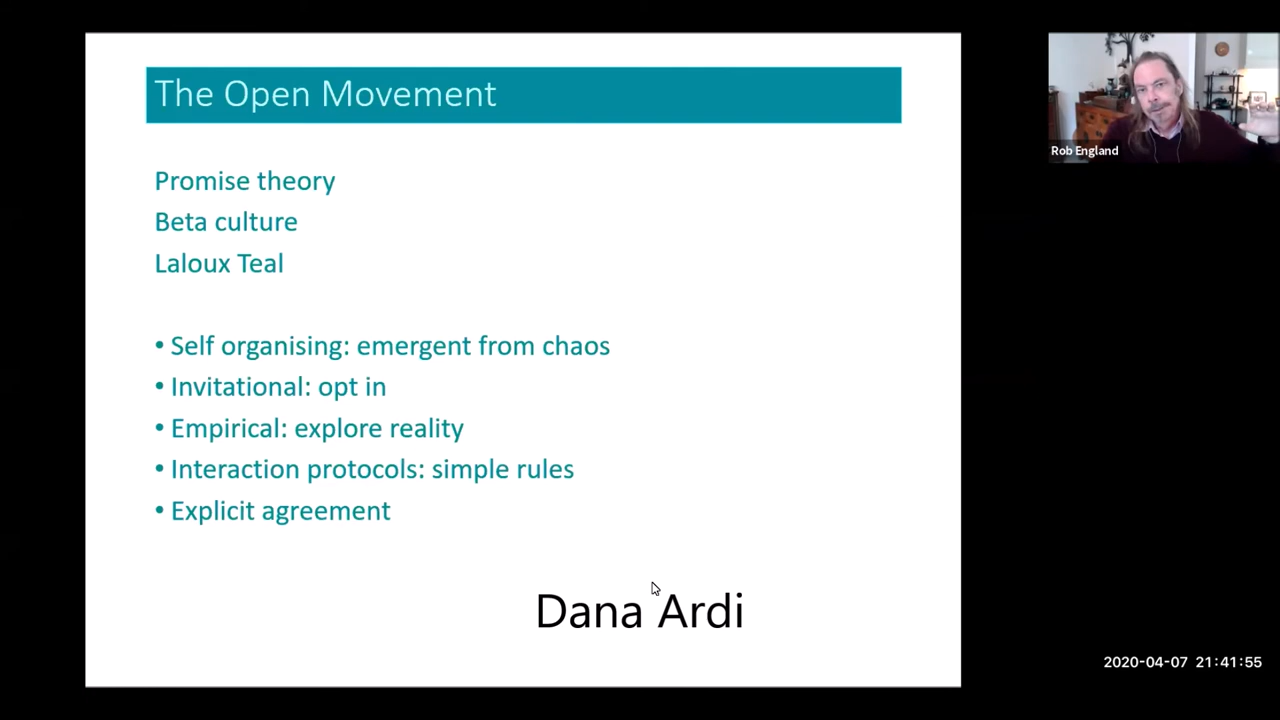 The Open Movement
Promise theory
Beta culture
Laloux Teal
• Self organising: emergent from chaos
• Invitational: opt in
• Empirical: explore reality
• Interaction protocols: simple rules
• Explicit agreement
Dana Ardi
Rob England
2020-04-07 21:41:55